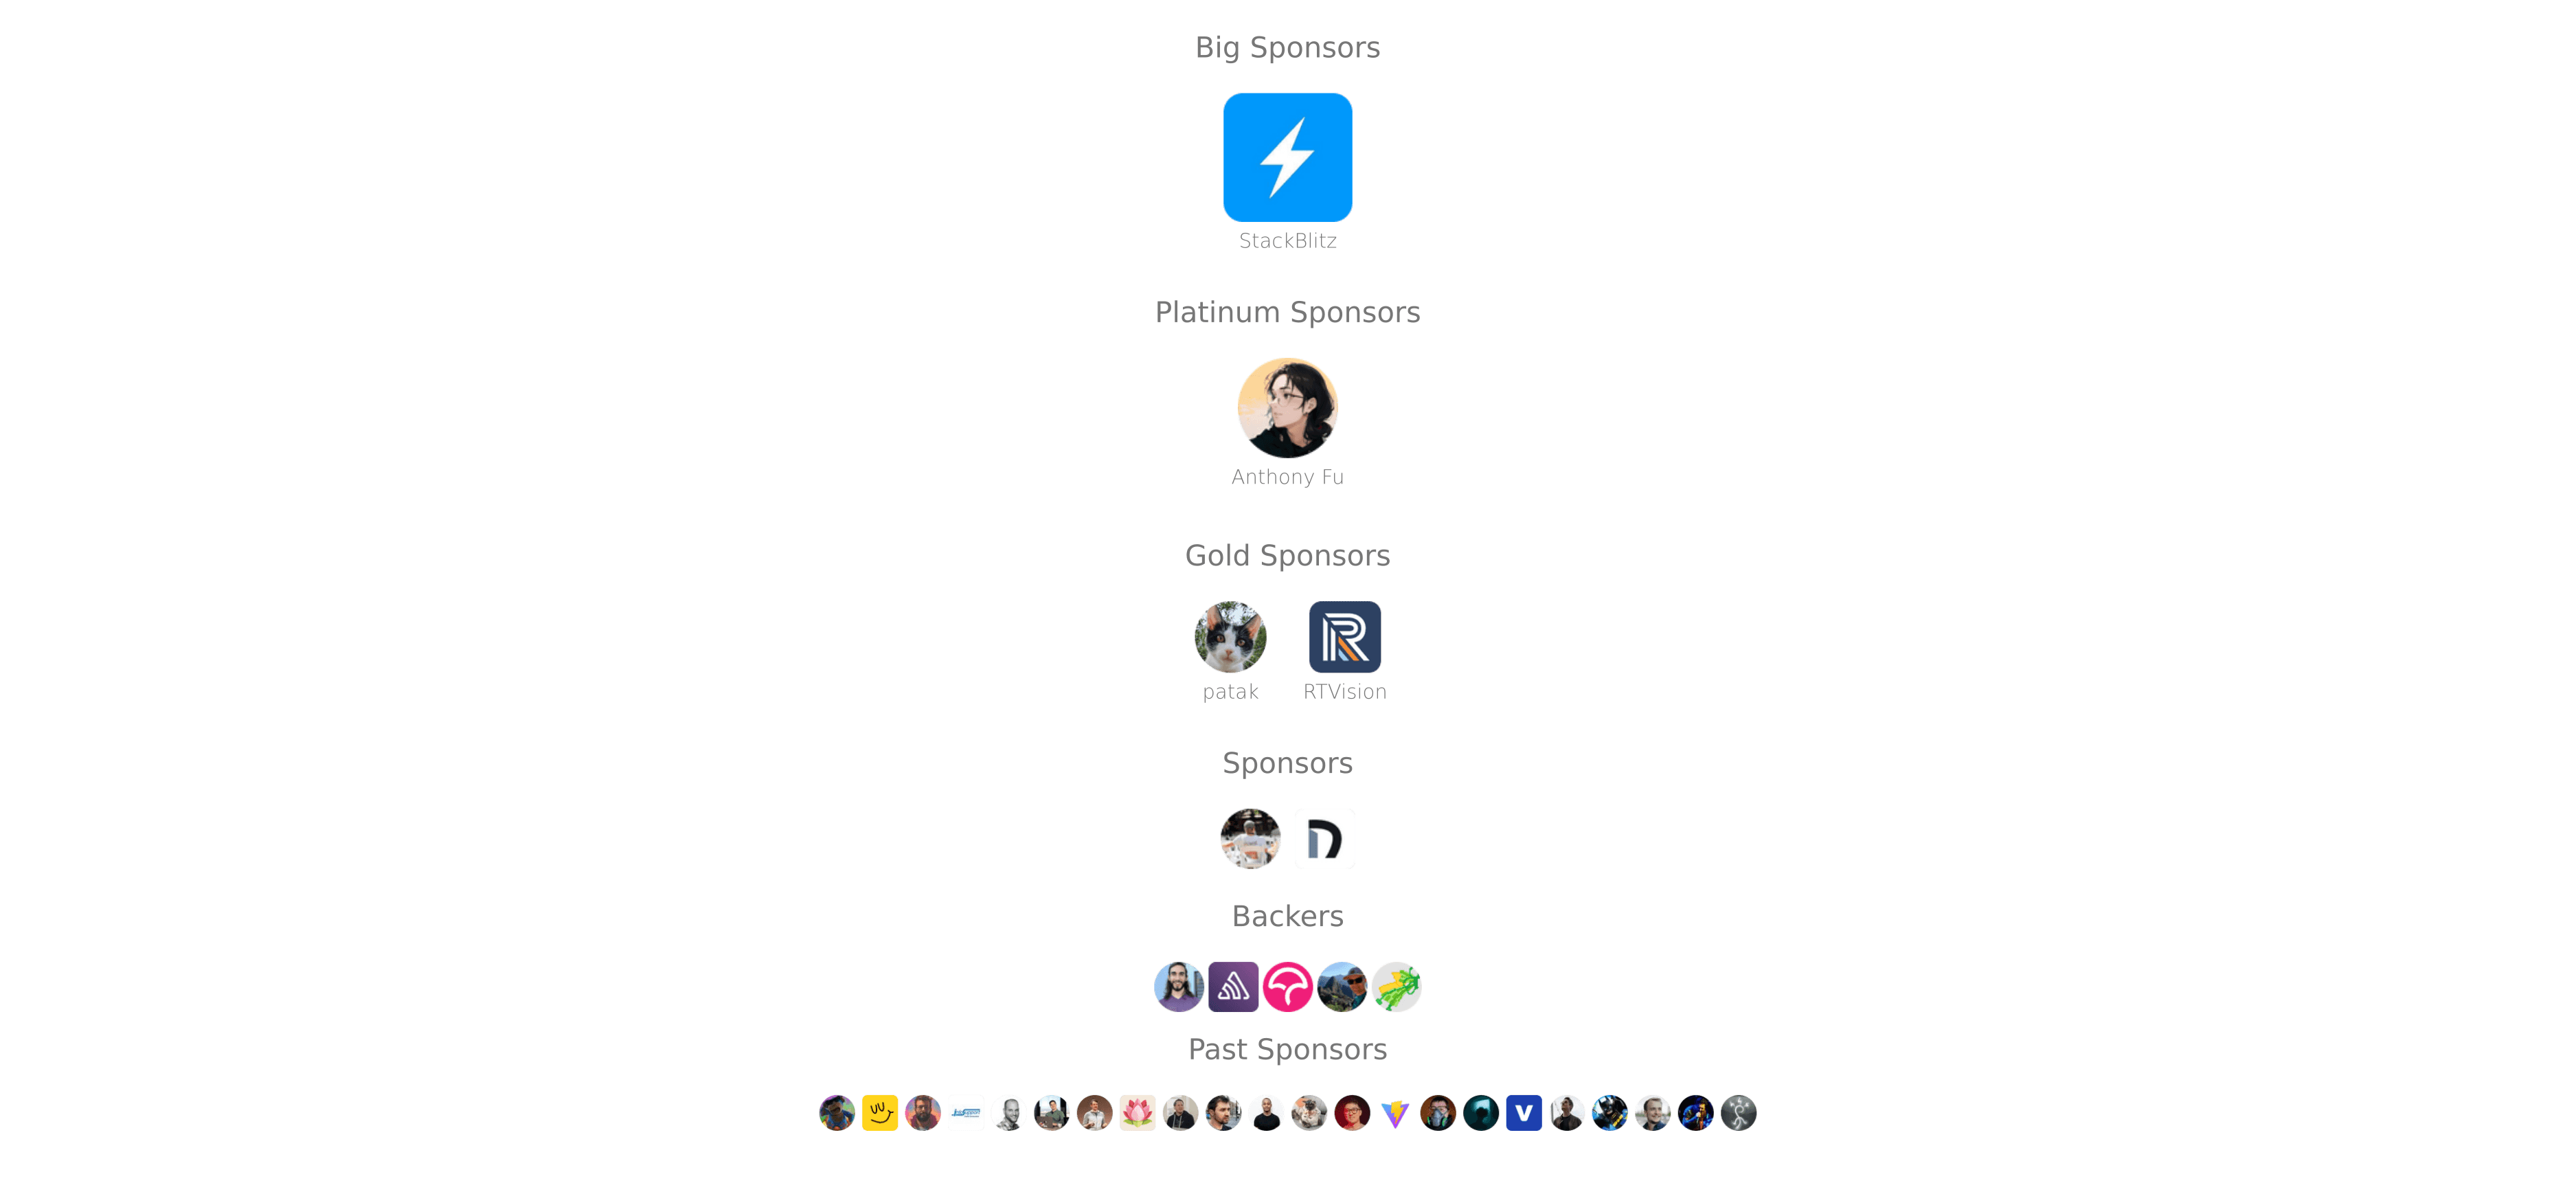 Big Sponsors
StackBlitz
Platinum Sponsors
Anthony Fu
Gold Sponsors
patak
RTVision
Sponsors
Backers
Past Sponsors
V